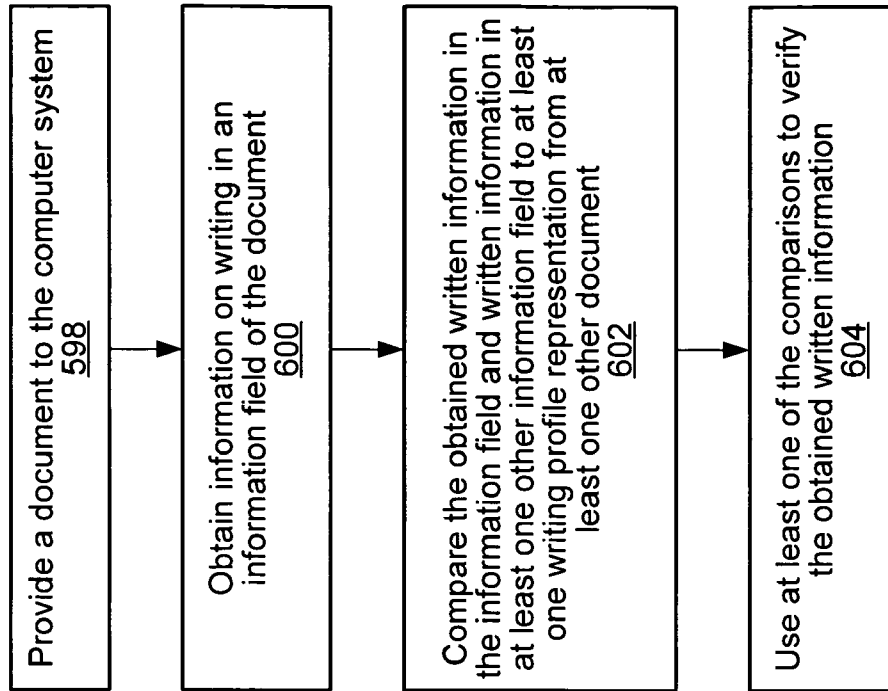 Provide a document to the computer system
598
Obtain information on writing in an
information field of the document
600
Compare the obtained written information in
the information field and written information in
at least one other information field to at least
one writing profile representation from at
least one other document
602
Use at least one of the comparisons to verify
the obtained written information
604